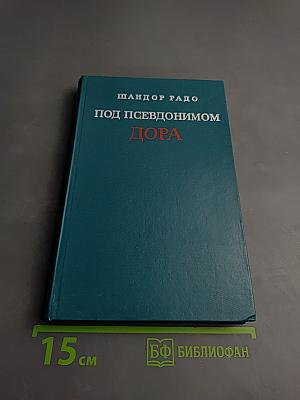 ШАНДОР РАДО
ПОД ПСЕВДОНИМОМ
ДОРА
15 см
БФ БИБЛИОФАН